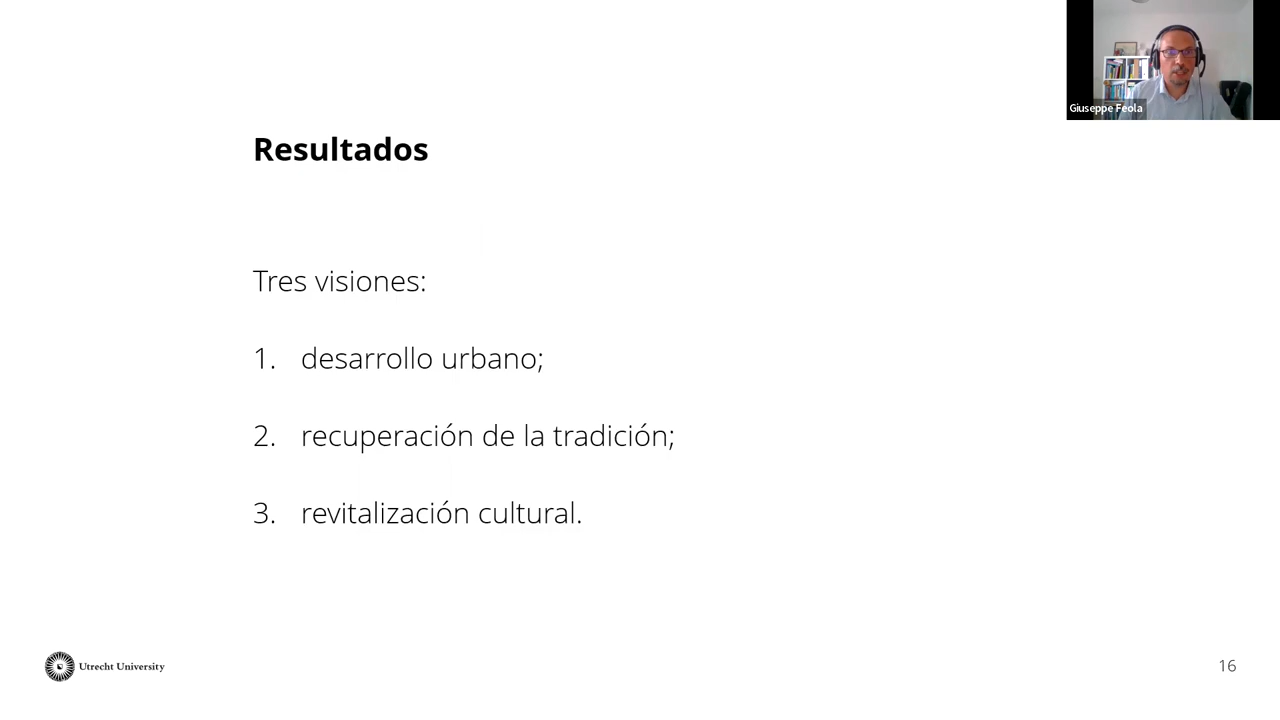 Giuseppe Feola
Resultados
Tres visiones:
1. desarrollo urbano;
2. recuperación de la tradición;
3. revitalización cultural.
Utrecht University
16